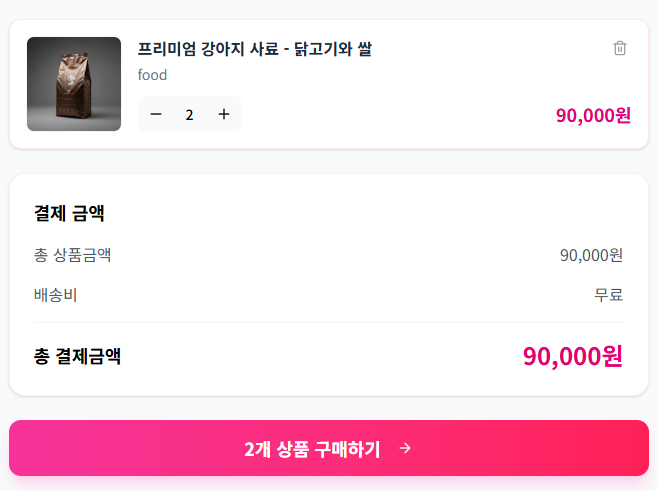 프리미엄 강아지 사료 - 닭고기와 쌀
food
2
90,000원
결제 금액
총 상품금액 90,000원
배송비 무료
총 결제금액 90,000원
2개 상품 구매하기 →